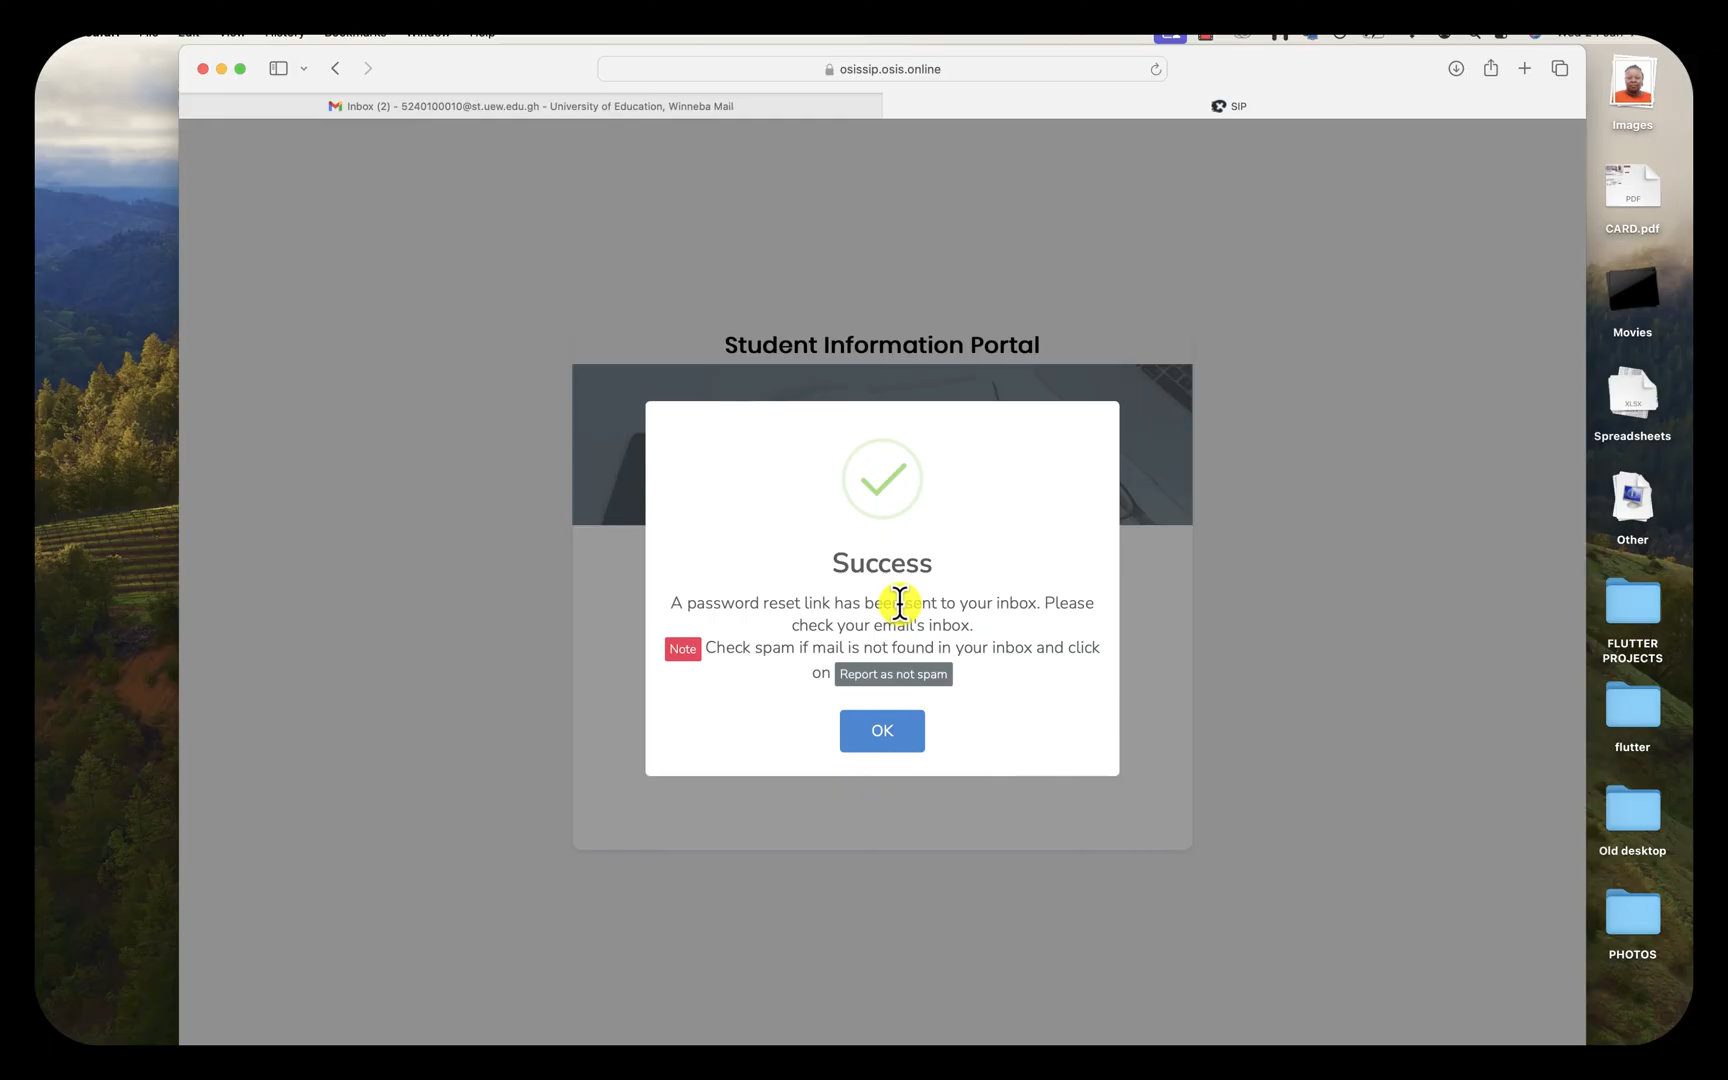 osissip.osis.online
Inbox (2) - 5240100010@st.uew.edu.gh - University of Education, Winneba Mail
SIP
Images
PDF
CARD.pdf
Movies
XLSX
Spreadsheets
Other
FLUTTER
PROJECTS
flutter
Old desktop
PHOTOS
Student Information Portal
Success
A password reset link has been sent to your inbox. Please
check your email's inbox.
Note Check spam if mail is not found in your inbox and click
on Report as not spam
OK